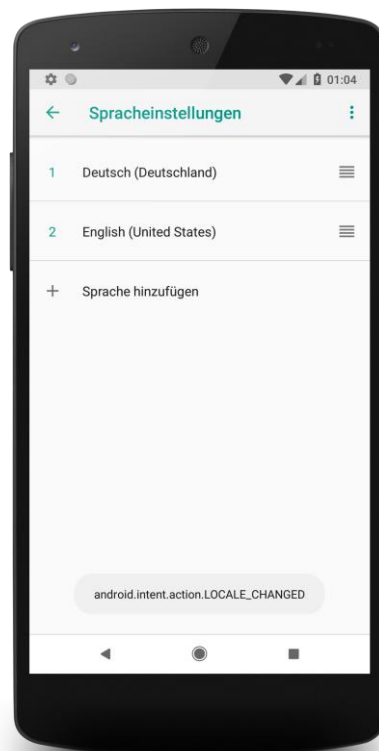 01:04
Spracheinstellungen
1 Deutsch (Deutschland)
2 English (United States)
+ Sprache hinzufügen
android.intent.action.LOCALE_CHANGED